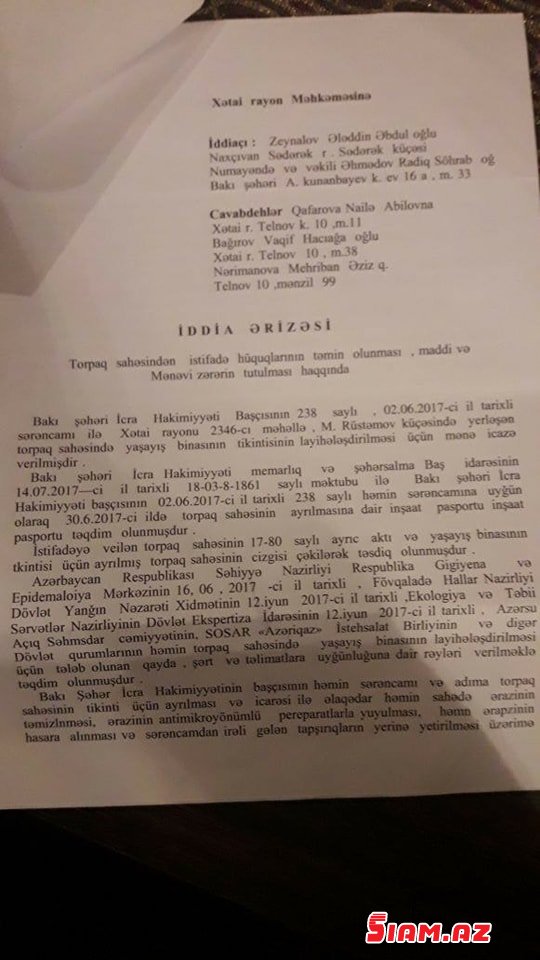 Xətai rayon Məhkəməsinə
İddiaçı : Zeynalov Ələddin Əbdul oğlu
Naxçıvan Sədərək r . Sədərək küçəsi
Numayəndə və vəkili Əhmədov Radiq Söhrab oğ
Bakı şəhəri A. kunanbayev k. ev 16 a , m. 33
Cavabdehlər Qafarova Nailə Abilovna
Xətai r. Telnov k. 10 ,m.11
Bağırov Vaqif Hacıağa oğlu
Xətai r. Telnov 10 , m.38
Nərimanova Mehriban Əziz q.
Telnov 10 ,mənzil 99
İDDİA ƏRİZƏSİ
Torpaq sahəsindən istifadə hüquqlarının təmin olunması , maddi və
Mənəvi zərərin tutulması haqqında
Bakı şəhəri İcra Hakimiyyəti Başçısının 238 saylı , 02.06.2017-ci il tarixli
sərəncamı ilə Xətai rayonu 2346-cı məhəllə , M. Rüstəmov küçəsində yerləşən
torpaq sahəsində yaşayış binasının tikintisinin layihələşdirilməsi üçün mənə icazə
verilmişdir .
Bakı şəhəri İcra Hakimiyyəti memarlıq və şəhərsalma Baş idarəsinin
14.07.2017—ci il tarixli 18-03-8-1861 saylı məktubu ilə Bakı şəhəri İcra
Hakimiyyəti başçısının 02.06.2017-ci il tarixli 238 saylı həmin sərəncamına uyğun
olaraq 30.6.2017-ci ildə torpaq sahəsinin ayrılmasına dair inşaat pasportu inşaat
pasportu təqdim olunmuşdur .
İstifadəyə veilən torpaq sahəsinin 17-80 saylı ayrıc aktı və yaşayış binasının
tkintisi üçün ayrılmış torpaq sahəsinin cizgisi çəkilərək təsdiq olunmuşdur .
Azərbaycan Respublikası Səhiyyə Nazirliyi Respublika Gigiyena və
Epidemaloiya Mərkəzinin 16, 06 , 2017 -ci il tarixli , Fövqaladə Hallar Nazirliyi
Dövlət Yanğın Nəzarəti Xidmətinin 12.iyun 2017-ci il tarixli ,Ekologiya və Təbii
Sərvətlər Nazirliyinin Dövlət Ekspertiza İdarəsinin 12.iyun 2017-ci il tarixli , Azərsu
Açıq Səhmsdar cəmiyyətinin, SOSAR «Azəriqaz» İstehsalat Birliyinin və digər
Dövlət qurumlarının həmin torpaq sahəsində yaşayış binasının layihələşdirilməsi
üçün tələb olunan qayda , şərt və təlimatlara uyğunluğuna dair rəyləri verilməklə
təqdim olunmuşdur .
Bakı Şəhər İcra Hakimiyyətinin başçısının həmin sərəncamı və adıma torpaq
sahəsinin tikinti üçün ayrılması və icarəsi ilə əlaqədar həmin sahədə ərazinin
təmizlnməsi, ərazinin antimikroyönümlü pereparatlarla yuyulması, həmn ərapzinin
hasara alınması və sərəncamdan irəli gələn tapşırıqların yerinə yetirilməsi üzərimə
SİAM.AZ